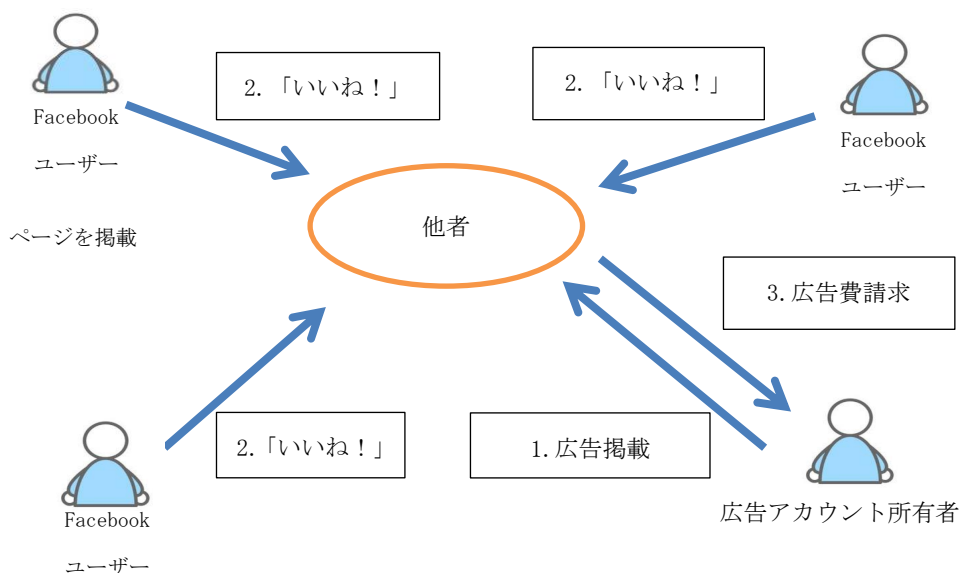 2. 「いいね！」
2. 「いいね！」
Facebook
ユーザー
Facebook
ユーザー
ページを掲載
他者
3. 広告費請求
2.「いいね！」
1. 広告掲載
広告アカウント所有者
Facebook
ユーザー